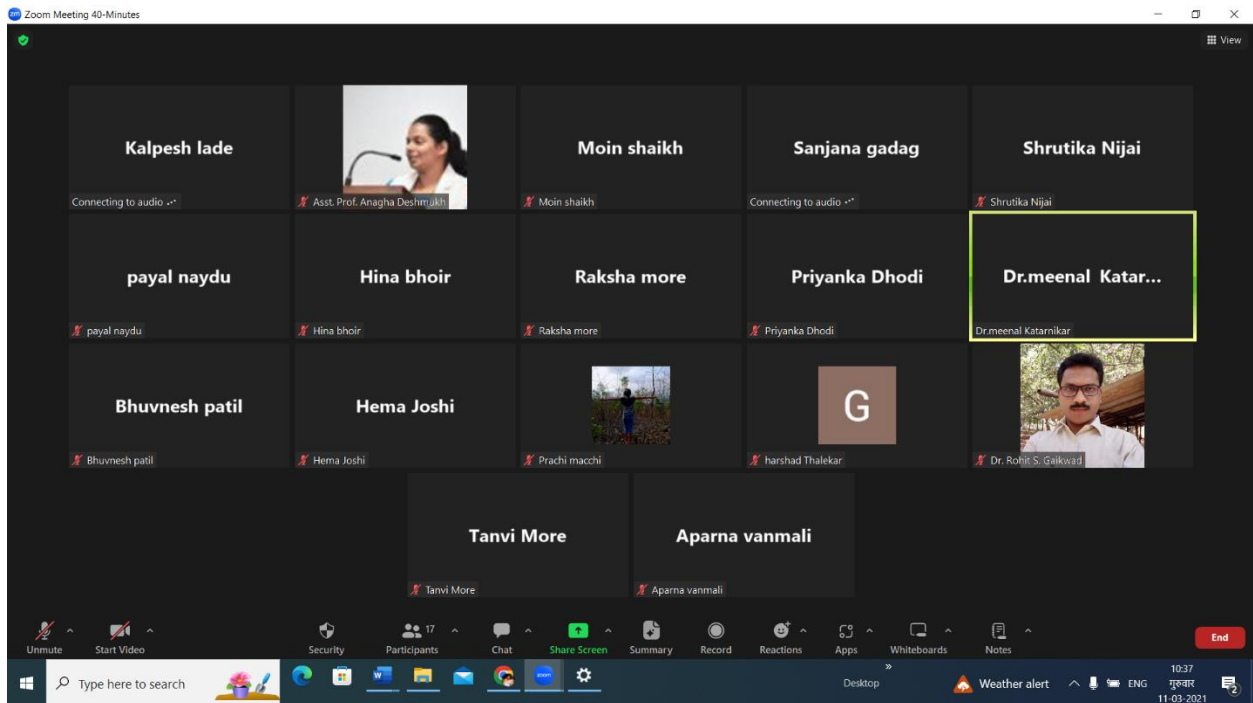 Zoom Meeting 40-Minutes
View
Kalpesh lade
Connecting to audio
Asst. Prof. Anagha Deshmukh
Moin shaikh
Moin shaikh
Sanjana gadag
Connecting to audio
Shrutika Nijai
Shrutika Nijai
payal naydu
payal naydu
Hina bhoir
Hina bhoir
Raksha more
Raksha more
Priyanka Dhodi
Priyanka Dhodi
Dr.meenal Katar...
Dr.meenal Katarnikar
Bhuvnesh patil
Bhuvnesh patil
Hema Joshi
Hema Joshi
Prachi macchi
G
harshad Thalekar
Dr. Rohit S. Gaikwad
Tanvi More
Tanvi More
Aparna vanmali
Aparna vanmali
Unmute
Start Video
Security
17
Participants
Chat
Share Screen
Summary
Record
Reactions
Apps
Whiteboards
Notes
End
Type here to search
Desktop
Weather alert
ENG
10:37
गुरुवार
11-03-2021
2